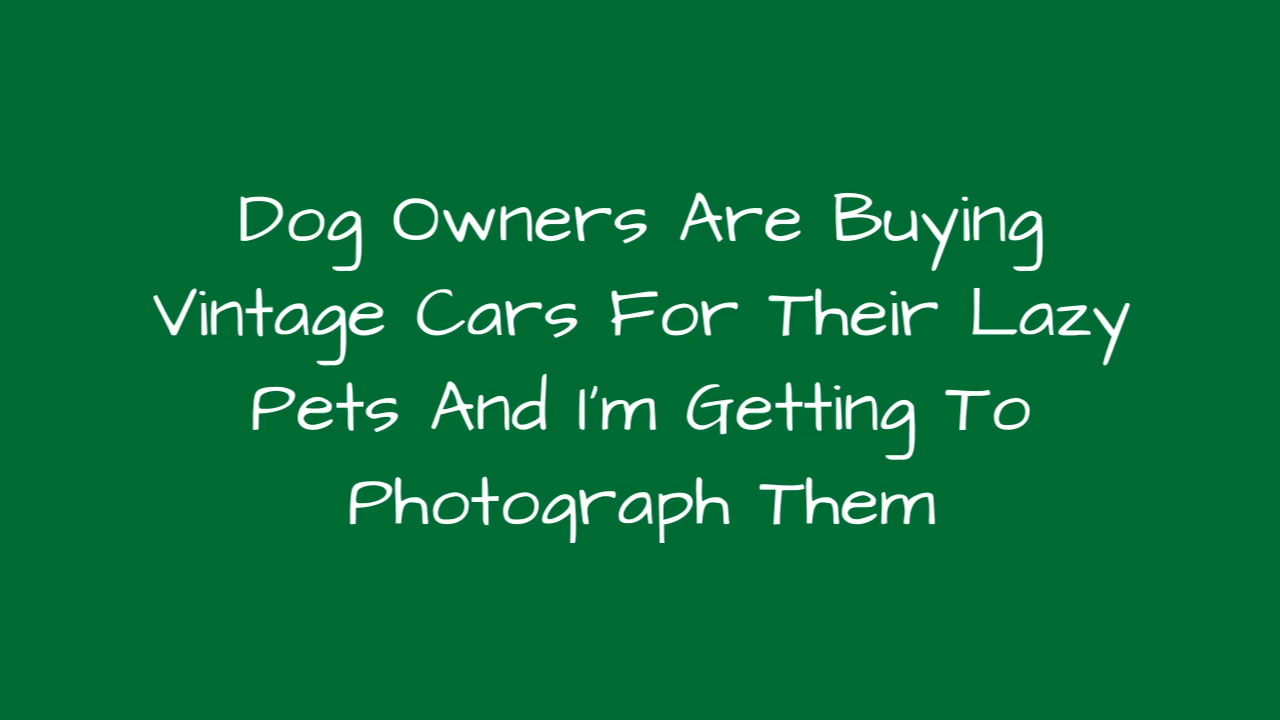 Dog Owners Are Buying
Vintage Cars For Their Lazy
Pets And I'm Getting To
Photograph Them